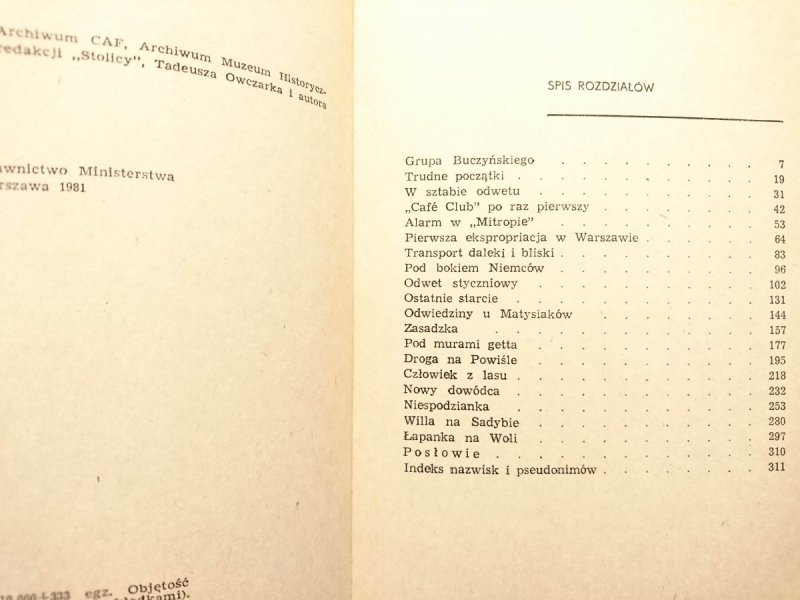 Archiwum CAF, Archiwum Muzeum Historycz-
redakcji „Stolicy”, Tadeusza Owczarka i autora
Ministerstwa
1981
egz. Objętość
SPIS ROZDZIAŁÓW
Grupa Buczyńskiego . . . . . . . 7
Trudne początki . . . . . . . . 19
W sztabie odwetu . . . . . . . 31
„Café Club” po raz pierwszy . . . . . 42
Alarm w „Mitropie” . . . . . . . 53
Pierwsza ekspropriacja w Warszawie . . . . 64
Transport daleki i bliski . . . . . . 83
Pod bokiem Niemców . . . . . . 96
Odwet styczniowy . . . . . . . 102
Ostatnie starcie . . . . . . . . 131
Odwiedziny u Matysiaków . . . . . 144
Zasadzka . . . . . . . . 157
Pod murami getta . . . . . . . 177
Droga na Powiśle . . . . . . . 195
Człowiek z lasu . . . . . . . . 218
Nowy dowódca . . . . . . . 232
Niespodzianka . . . . . . . . 253
Willa na Sadybie . . . . . . . 280
Łapanka na Woli . . . . . . . 297
Posłowie . . . . . . . . 310
Indeks nazwisk i pseudonimów . . . . . 311